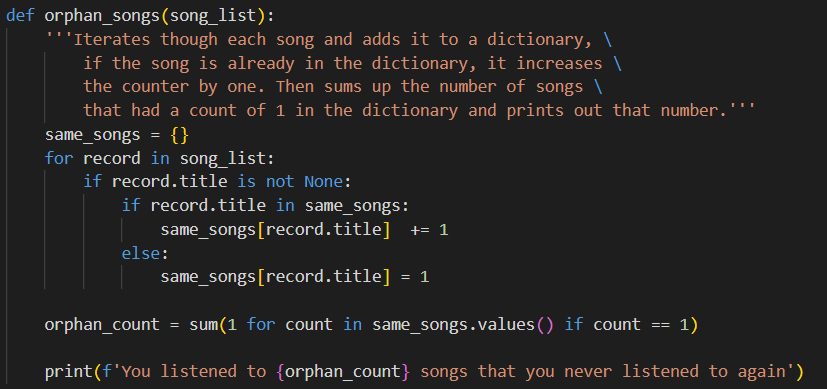 def orphan_songs(song_list):
    '''Iterates though each song and adds it to a dictionary, \
        if the song is already in the dictionary, it increases \
        the counter by one. Then sums up the number of songs \
        that had a count of 1 in the dictionary and prints out that number.'''
    same_songs = {}
    for record in song_list:
        if record.title is not None:
            if record.title in same_songs:
                same_songs[record.title]  += 1
            else:
                same_songs[record.title] = 1

    orphan_count = sum(1 for count in same_songs.values() if count == 1)

    print(f'You listened to {orphan_count} songs that you never listened to again')